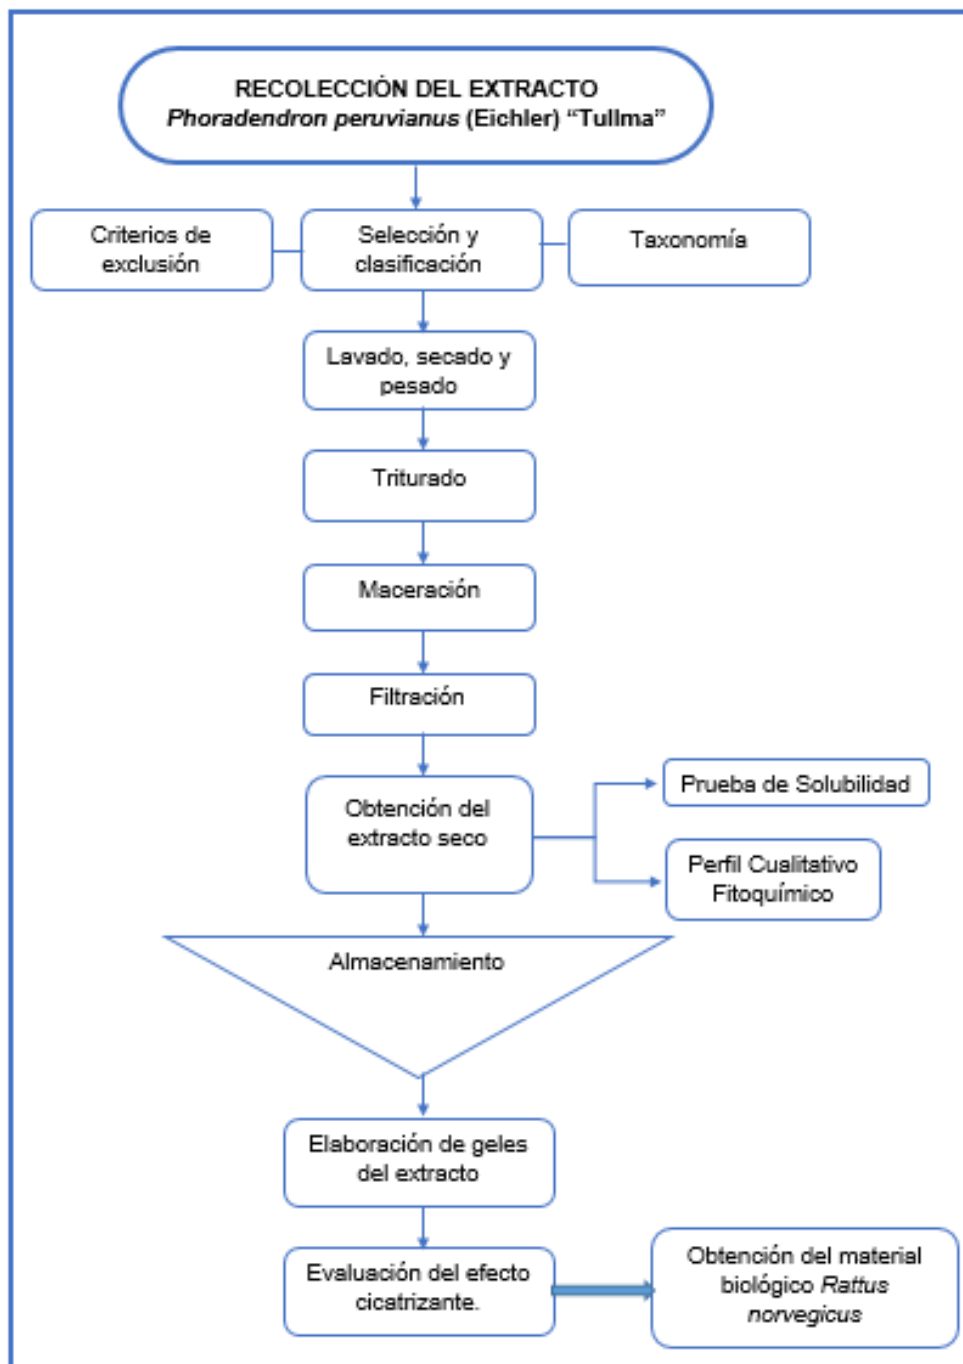 RECOLECCIÓN DEL EXTRACTO
Phoradendron peruvianus (Eichler) “Tullma”
Criterios de
exclusión
Selección y
clasificación
Taxonomía
Lavado, secado y
pesado
Triturado
Maceración
Filtración
Obtención del
extracto seco
Prueba de Solubilidad
Perfil Cualitativo
Fitoquímico
Almacenamiento
Elaboración de geles
del extracto
Evaluación del efecto
cicatrizante.
Obtención del material
biológico Rattus
norvegicus